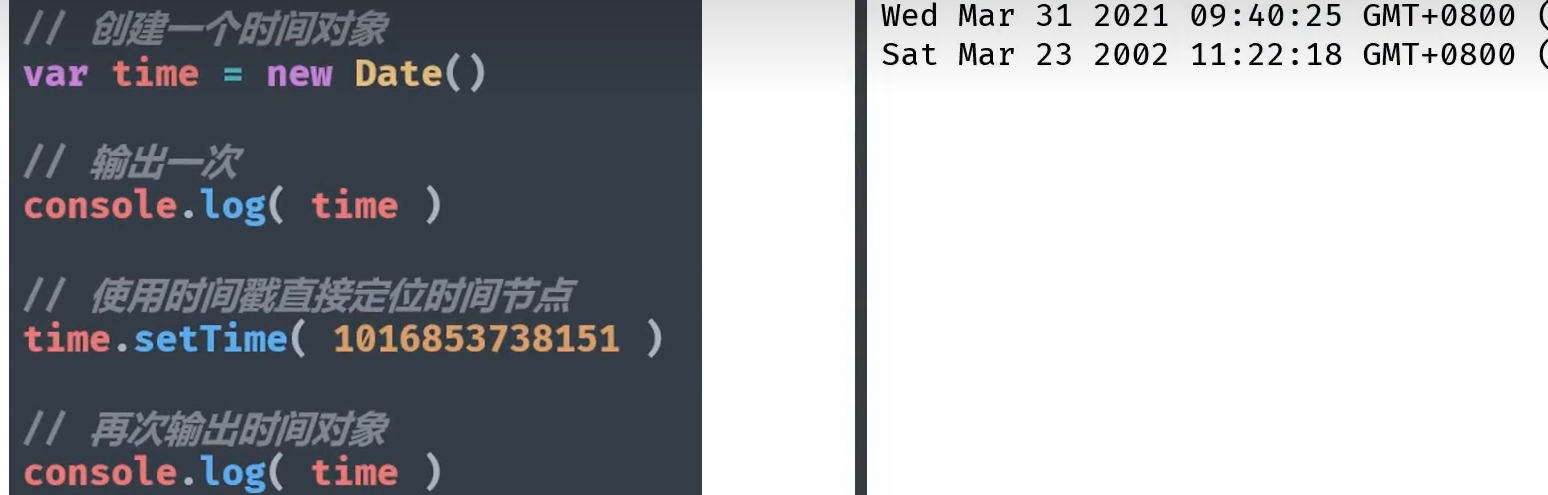 // 创建一个时间对象
var time = new Date()
// 输出一次
console.log( time )
// 使用时间戳直接定位时间节点
time.setTime( 1016853738151 )
// 再次输出时间对象
console.log( time )
Wed Mar 31 2021 09:40:25 GMT+0800 (
Sat Mar 23 2002 11:22:18 GMT+0800 (